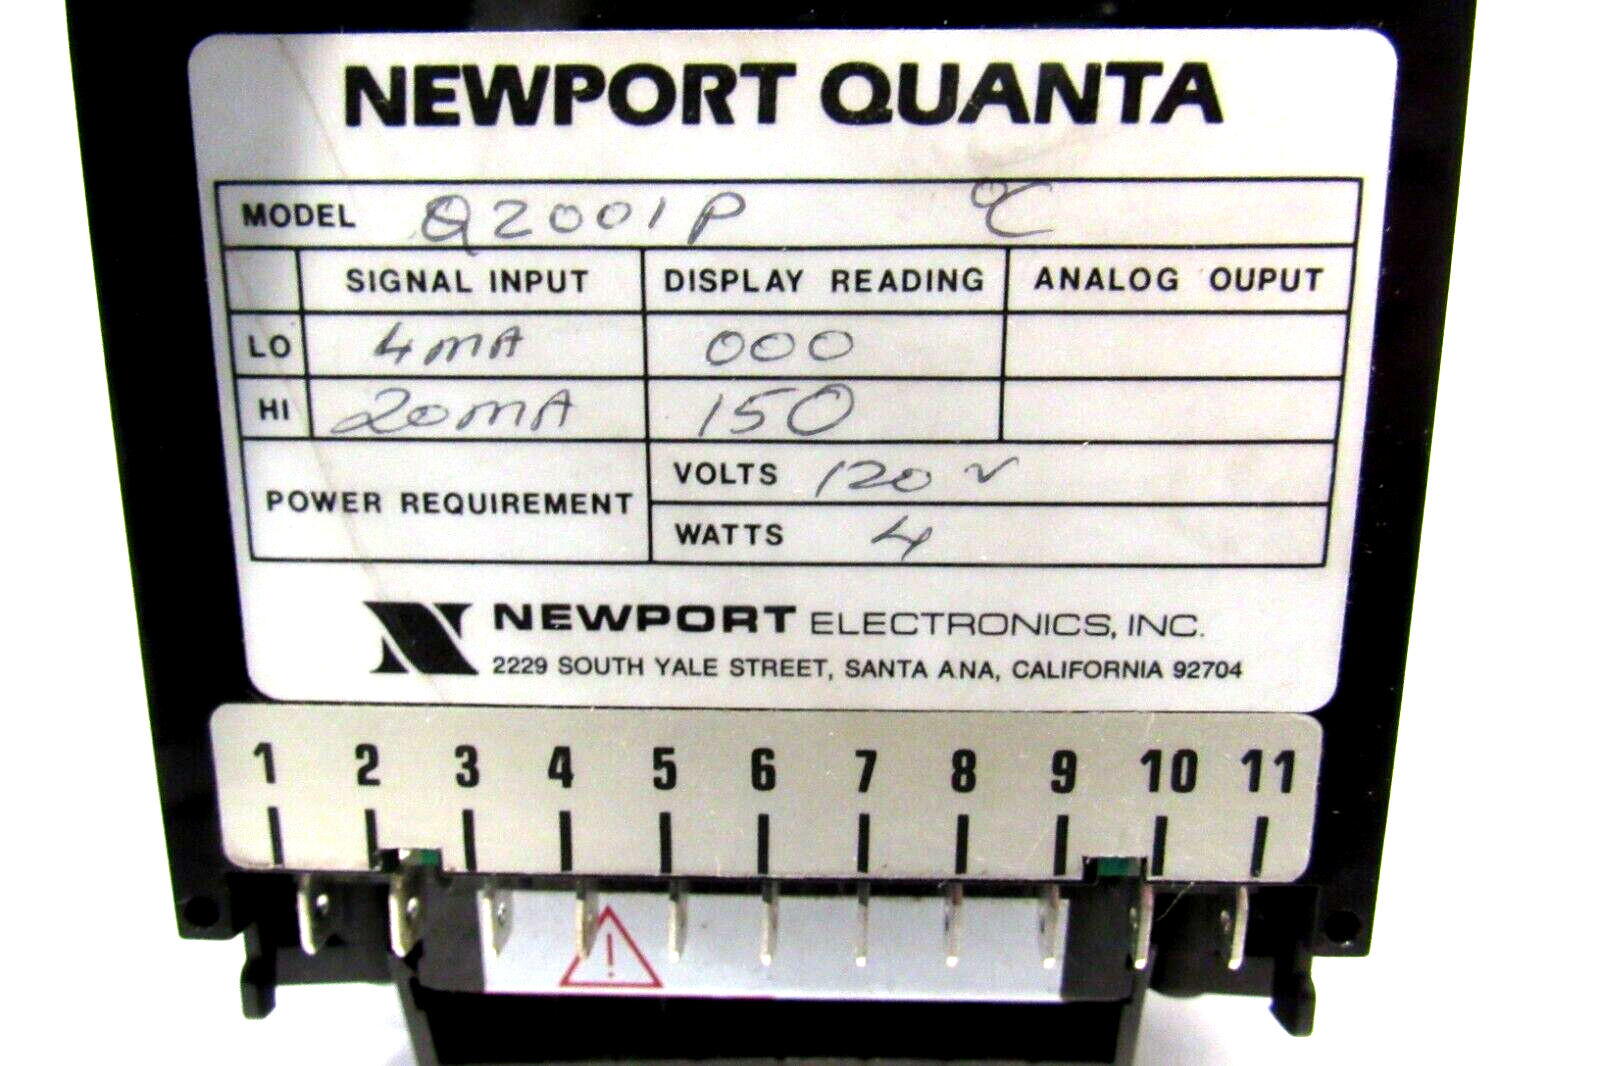 NEWPORT QUANTA
MODEL Q2001P °C
SIGNAL INPUT DISPLAY READING ANALOG OUPUT
LO 4mA 000
HI 20mA 150
POWER REQUIREMENT
VOLTS 120 V
WATTS 4
NEWPORT ELECTRONICS, INC.
2229 SOUTH YALE STREET, SANTA ANA, CALIFORNIA 92704
1 2 3 4 5 6 7 8 9 10 11
!